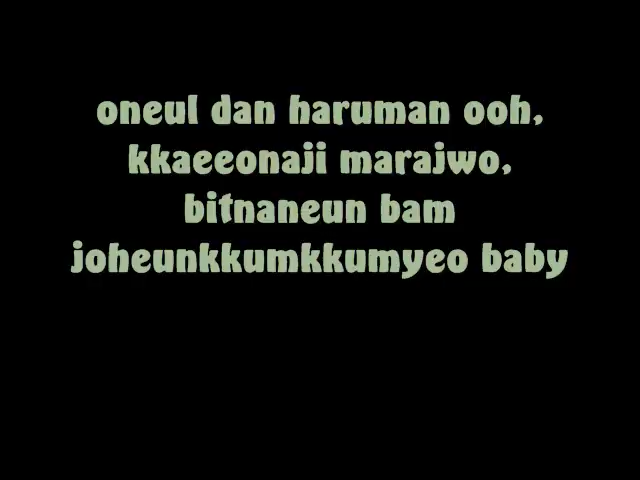 oneul dan haruman ooh,
kkaeeonaji marajwo,
bitnaneun bam
joheunkkumkkumyeo baby